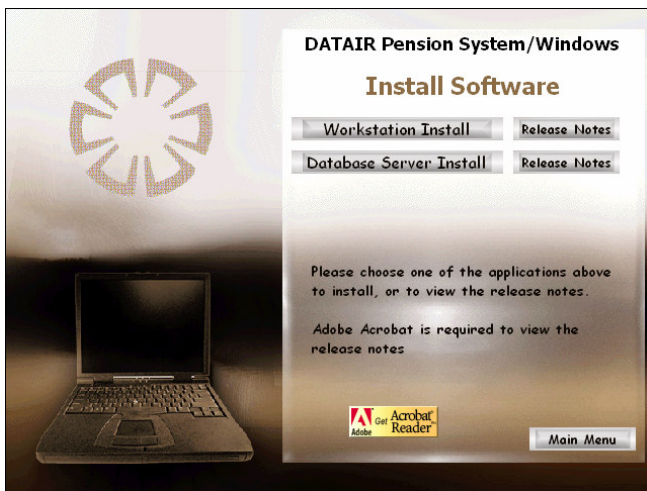 DATAIR Pension System/Windows
Install Software
Workstation Install Release Notes
Database Server Install Release Notes
Please choose one of the applications above
to install, or to view the release notes.
Adobe Acrobat is required to view the
release notes
Adobe Get Acrobat Reader
Main Menu